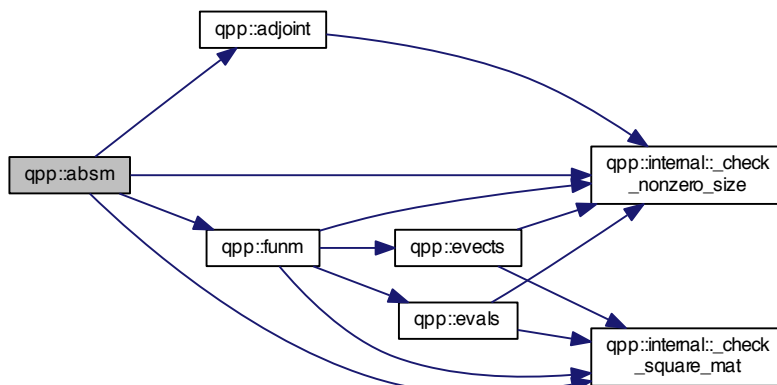 qpp::adjoint
qpp::internal::_check
_nonzero_size
qpp::absm
qpp::funm
qpp::evects
qpp::evals
qpp::internal::_check
_square_mat